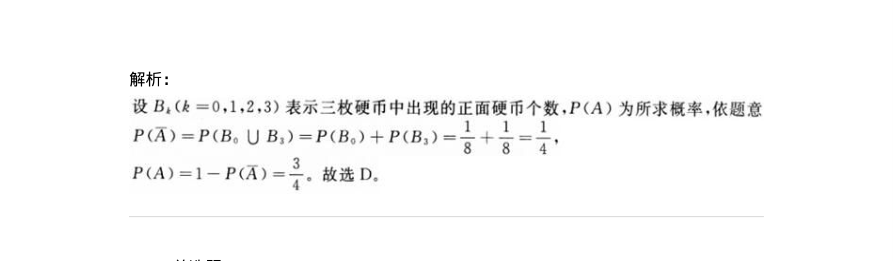 解析：
设 Bₖ(k=0,1,2,3) 表示三枚硬币中出现的正面硬币个数,P(A) 为所求概率,依题意
P(A̅)=P(B₀ ∪ B₃)=P(B₀)+P(B₃)=1/8+1/8=1/4,
P(A)=1-P(A̅)=3/4。故选 D。